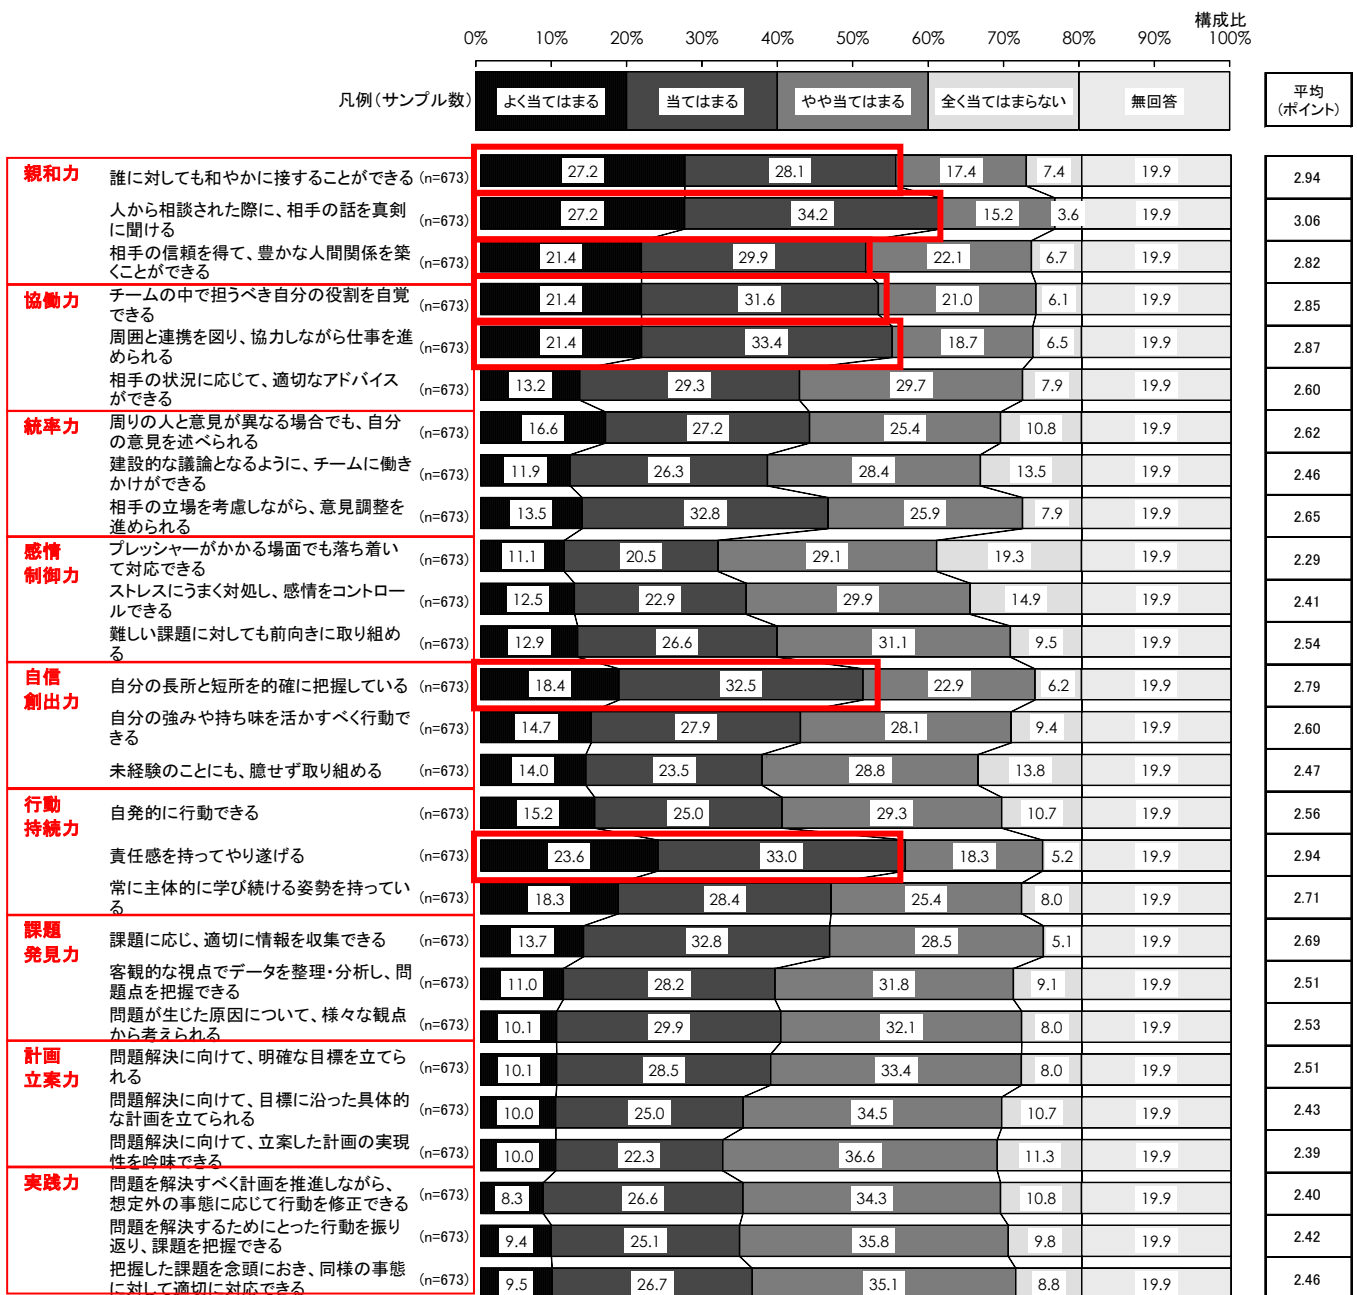 構成比
0% 10% 20% 30% 40% 50% 60% 70% 80% 90% 100%
凡例(サンプル数) よく当てはまる 当てはまる やや当てはまる 全く当てはまらない 無回答 平均
(ポイント)
親和力 誰に対しても和やかに接することができる (n=673) 27.2 28.1 17.4 7.4 19.9 2.94
人から相談された際に、相手の話を真剣
に聞ける (n=673) 27.2 34.2 15.2 3.6 19.9 3.06
相手の信頼を得て、豊かな人間関係を築
くことができる (n=673) 21.4 29.9 22.1 6.7 19.9 2.82
協働力 チームの中で担うべき自分の役割を自覚
できる (n=673) 21.4 31.6 21.0 6.1 19.9 2.85
周囲と連携を図り、協力しながら仕事を進
められる (n=673) 21.4 33.4 18.7 6.5 19.9 2.87
相手の状況に応じて、適切なアドバイス
ができる (n=673) 13.2 29.3 29.7 7.9 19.9 2.60
統率力 周りの人と意見が異なる場合でも、自分
の意見を述べられる (n=673) 16.6 27.2 25.4 10.8 19.9 2.62
建設的な議論となるように、チームに働き
かけができる (n=673) 11.9 26.3 28.4 13.5 19.9 2.46
相手の立場を考慮しながら、意見調整を
進められる (n=673) 13.5 32.8 25.9 7.9 19.9 2.65
感情
制御力 プレッシャーがかかる場面でも落ち着い
て対応できる (n=673) 11.1 20.5 29.1 19.3 19.9 2.29
ストレスにうまく対処し、感情をコントロー
ルできる (n=673) 12.5 22.9 29.9 14.9 19.9 2.41
難しい課題に対しても前向きに取り組め
る (n=673) 12.9 26.6 31.1 9.5 19.9 2.54
自信
創出力 自分の長所と短所を的確に把握している (n=673) 18.4 32.5 22.9 6.2 19.9 2.79
自分の強みや持ち味を活かすべく行動で
きる (n=673) 14.7 27.9 28.1 9.4 19.9 2.60
未経験のことにも、臆せず取り組める (n=673) 14.0 23.5 28.8 13.8 19.9 2.47
行動
持続力 自発的に行動できる (n=673) 15.2 25.0 29.3 10.7 19.9 2.56
責任感を持ってやり遂げる (n=673) 23.6 33.0 18.3 5.2 19.9 2.94
常に主体的に学び続ける姿勢を持ってい
る (n=673) 18.3 28.4 25.4 8.0 19.9 2.71
課題
発見力 課題に応じ、適切に情報を収集できる (n=673) 13.7 32.8 28.5 5.1 19.9 2.69
客観的な視点でデータを整理・分析し、問
題点を把握できる (n=673) 11.0 28.2 31.8 9.1 19.9 2.51
問題が生じた原因について、様々な観点
から考えられる (n=673) 10.1 29.9 32.1 8.0 19.9 2.53
計画
立案力 問題解決に向けて、明確な目標を立てら
れる (n=673) 10.1 28.5 33.4 8.0 19.9 2.51
問題解決に向けて、目標に沿った具体的
な計画を立てられる (n=673) 10.0 25.0 34.5 10.7 19.9 2.43
問題解決に向けて、立案した計画の実現
性を吟味できる (n=673) 10.0 22.3 36.6 11.3 19.9 2.39
実践力 問題を解決すべく計画を推進しながら、
想定外の事態に応じて行動を修正できる (n=673) 8.3 26.6 34.3 10.8 19.9 2.40
問題を解決するためにとった行動を振り
返り、課題を把握できる (n=673) 9.4 25.1 35.8 9.8 19.9 2.42
把握した課題を念頭におき、同様の事態
に対して適切に対応できる (n=673) 9.5 26.7 35.1 8.8 19.9 2.46